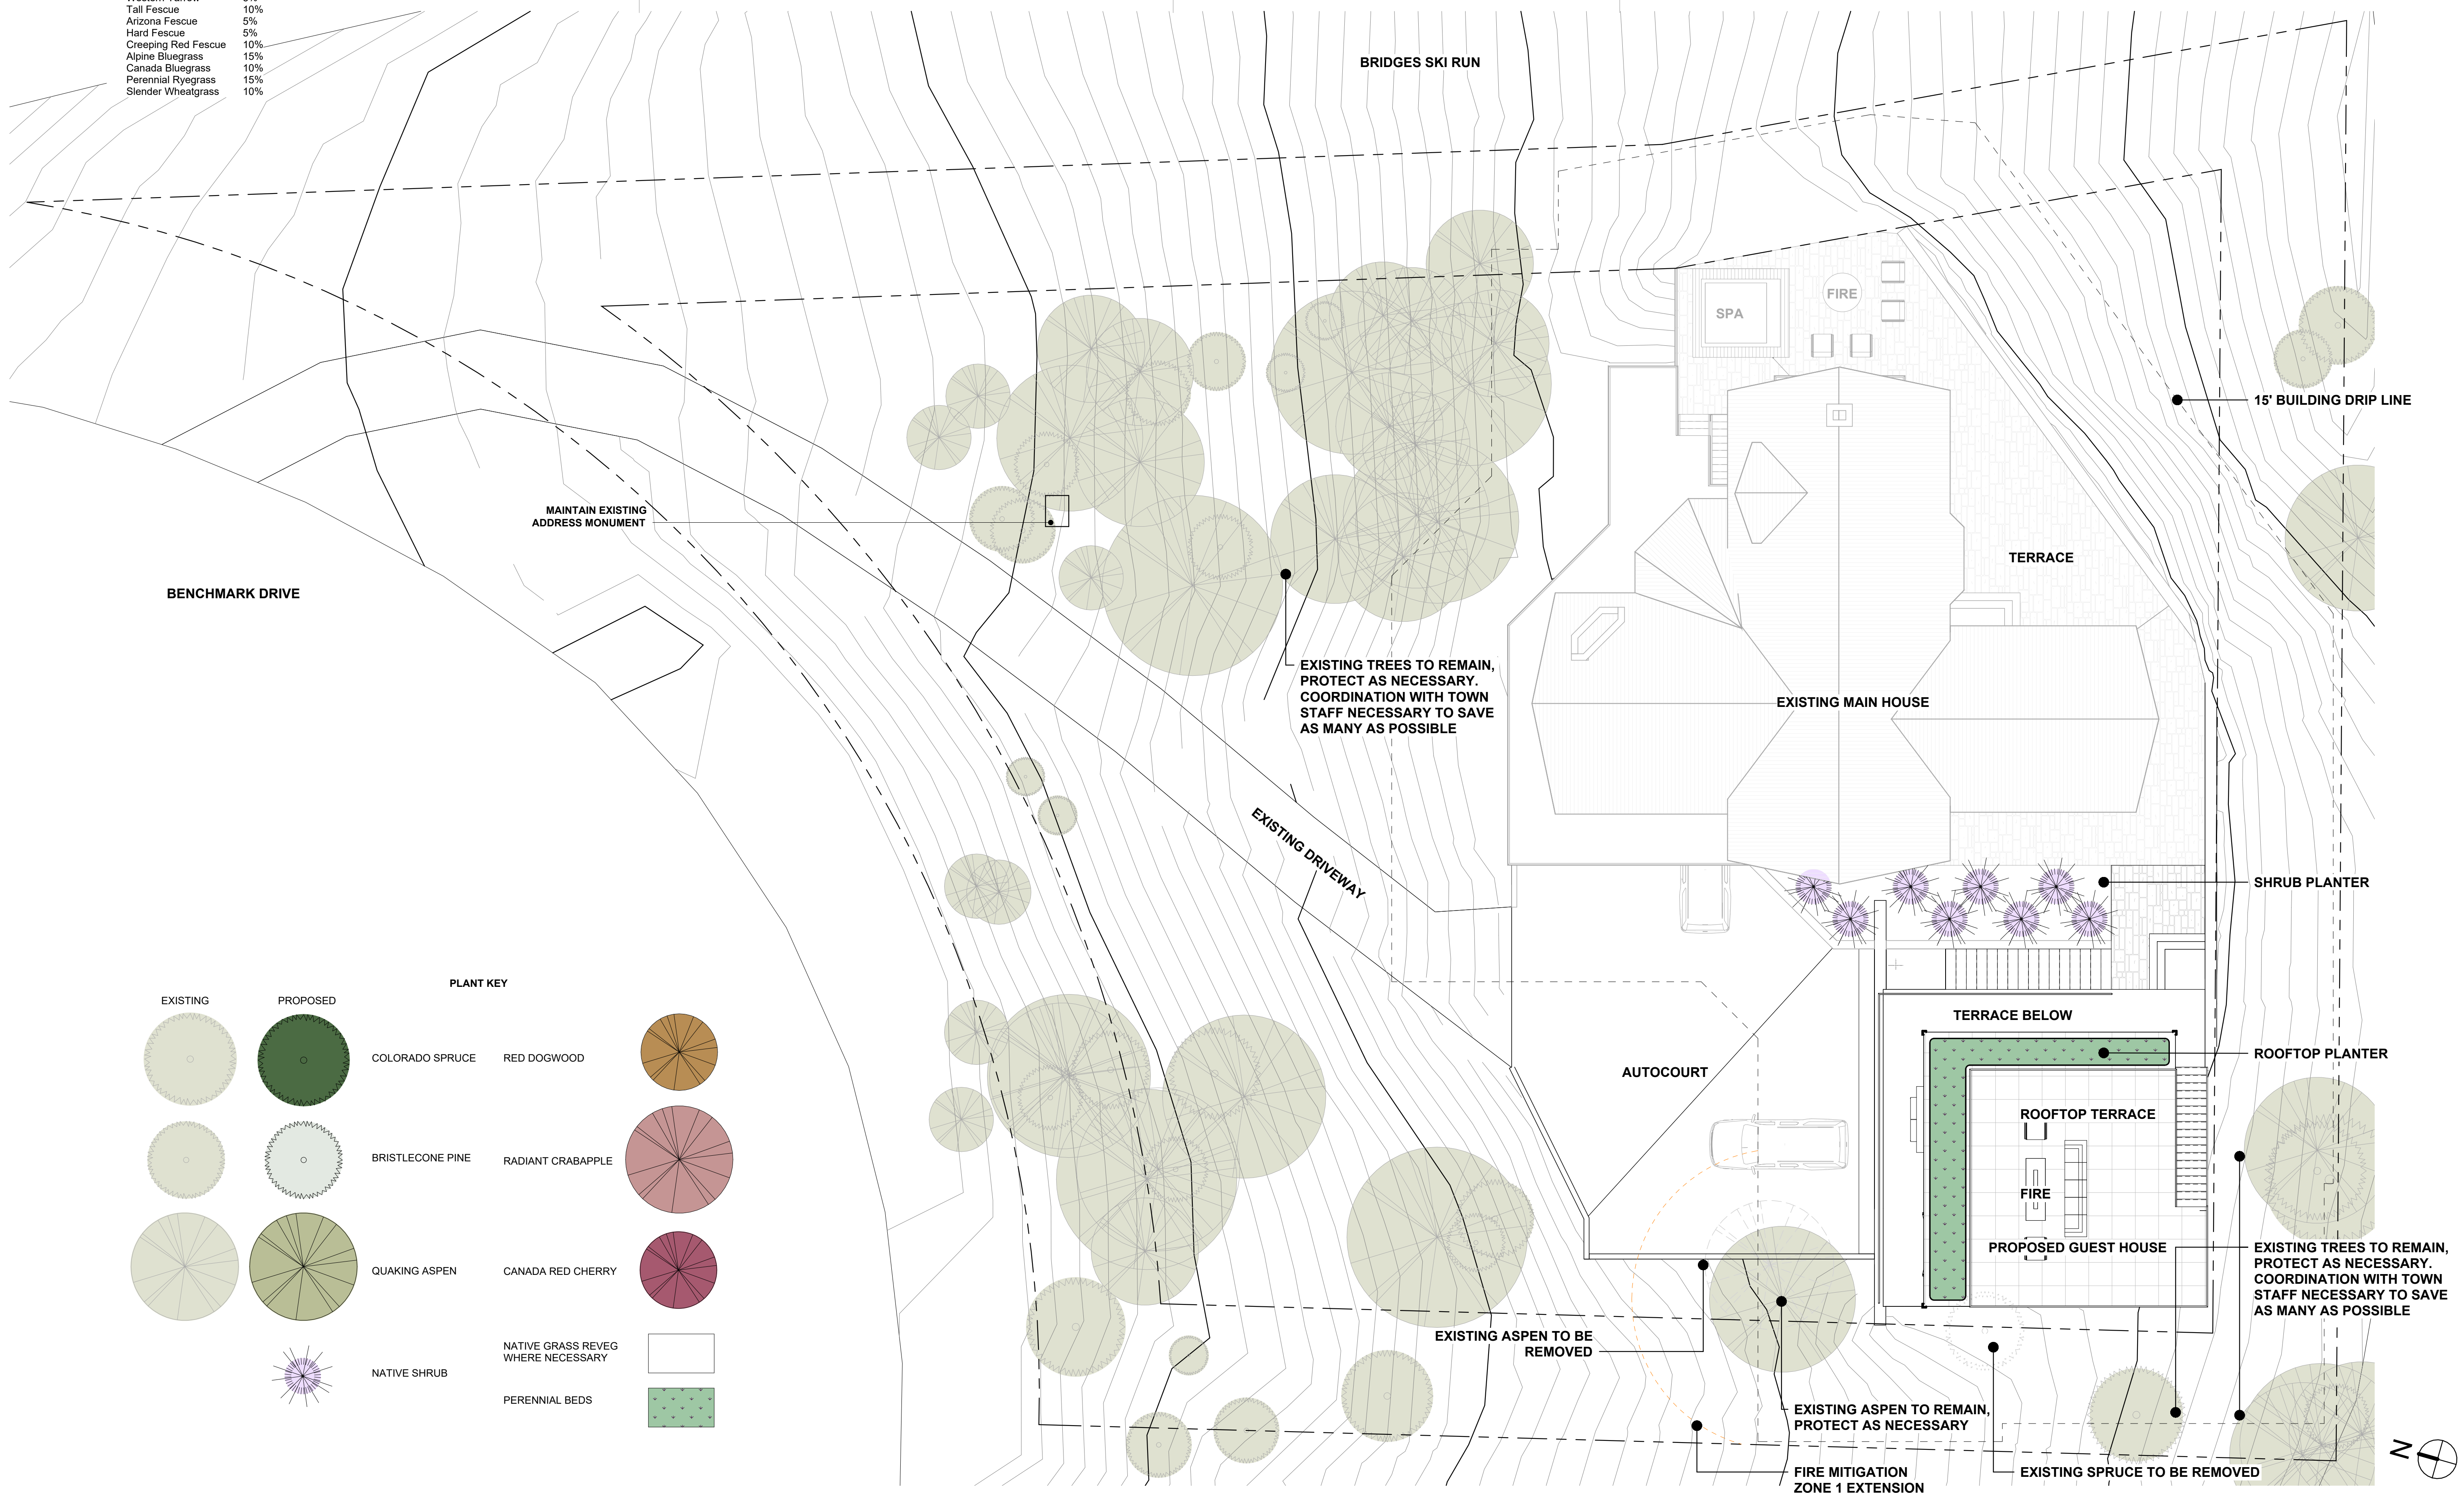 Tall Fescue 10%
Arizona Fescue 5%
Hard Fescue 5%
Creeping Red Fescue 10%
Alpine Bluegrass 15%
Canada Bluegrass 10%
Perennial Ryegrass 15%
Slender Wheatgrass 10%
BRIDGES SKI RUN
SPA
FIRE
15' BUILDING DRIP LINE
MAINTAIN EXISTING
ADDRESS MONUMENT
TERRACE
BENCHMARK DRIVE
EXISTING TREES TO REMAIN,
PROTECT AS NECESSARY.
COORDINATION WITH TOWN
STAFF NECESSARY TO SAVE
AS MANY AS POSSIBLE
EXISTING MAIN HOUSE
EXISTING DRIVEWAY
SHRUB PLANTER
TERRACE BELOW
ROOFTOP PLANTER
AUTOCOURT
ROOFTOP TERRACE
FIRE
PROPOSED GUEST HOUSE
EXISTING TREES TO REMAIN,
PROTECT AS NECESSARY.
COORDINATION WITH TOWN
STAFF NECESSARY TO SAVE
AS MANY AS POSSIBLE
EXISTING ASPEN TO BE
REMOVED
EXISTING ASPEN TO REMAIN,
PROTECT AS NECESSARY
FIRE MITIGATION
ZONE 1 EXTENSION
EXISTING SPRUCE TO BE REMOVED
N
PLANT KEY
EXISTING PROPOSED
COLORADO SPRUCE
RED DOGWOOD
BRISTLECONE PINE
RADIANT CRABAPPLE
QUAKING ASPEN
CANADA RED CHERRY
NATIVE SHRUB
NATIVE GRASS REVEG
WHERE NECESSARY
PERENNIAL BEDS